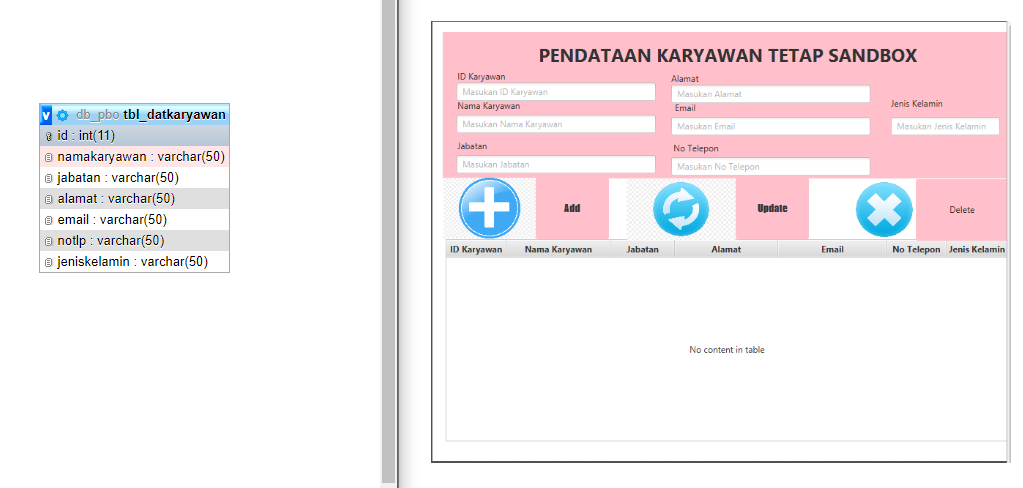 v db_pbo tbl_datkaryawan
id : int(11)
namakaryawan : varchar(50)
jabatan : varchar(50)
alamat : varchar(50)
email : varchar(50)
notlp : varchar(50)
jeniskelamin : varchar(50)
PENDATAAN KARYAWAN TETAP SANDBOX
ID Karyawan
Masukan ID Karyawan
Nama Karyawan
Masukan Nama Karyawan
Jabatan
Masukan Jabatan
Alamat
Masukan Alamat
Email
Masukan Email
No Telepon
Masukan No Telepon
Jenis Kelamin
Masukan Jenis Kelamin
Add
Update
Delete
ID Karyawan Nama Karyawan Jabatan Alamat Email No Telepon Jenis Kelamin
No content in table